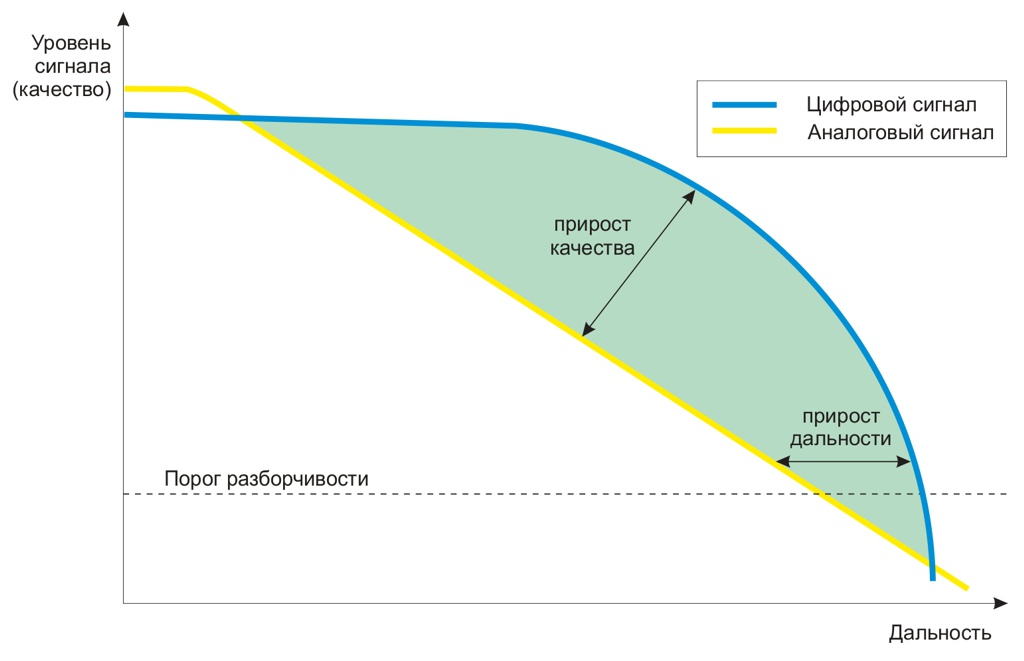 Уровень
сигнала
(качество)
Цифровой сигнал
Аналоговый сигнал
прирост
качества
прирост
дальности
Порог разборчивости
Дальность